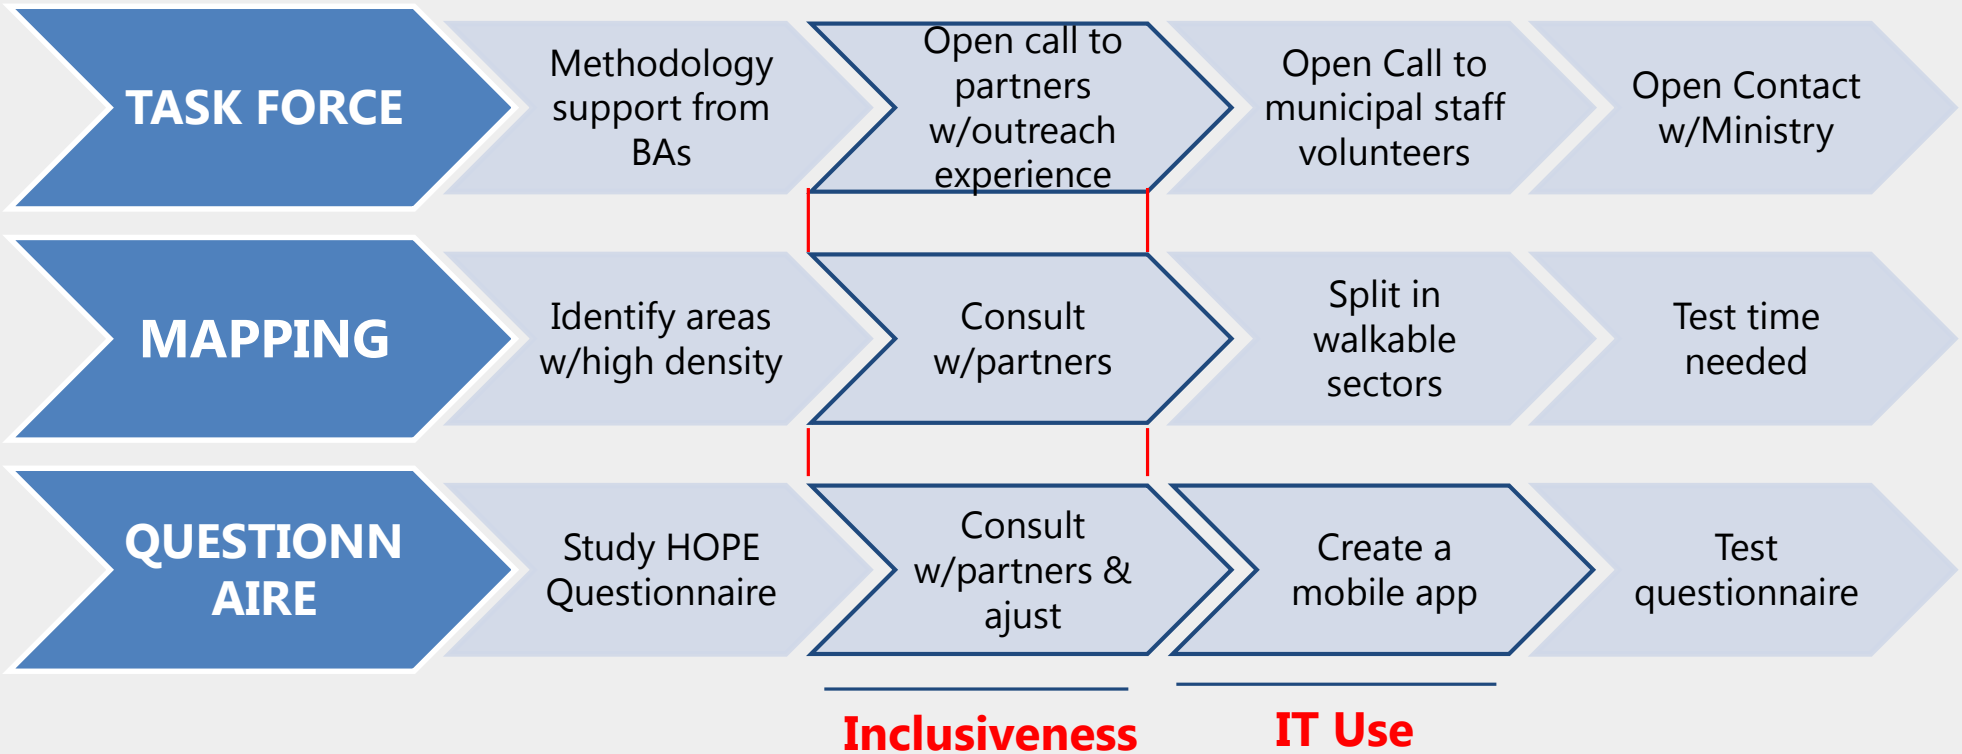 TASK FORCE
Methodology
support from
BAs
Open call to
partners
w/outreach
experience
Open Call to
municipal staff
volunteers
Open Contact
w/Ministry
MAPPING
Identify areas
w/high density
Consult
w/partners
Split in
walkable
sectors
Test time
needed
QUESTIONN
AIRE
Study HOPE
Questionnaire
Consult
w/partners &
ajust
Create a
mobile app
Test
questionnaire
Inclusiveness
IT Use